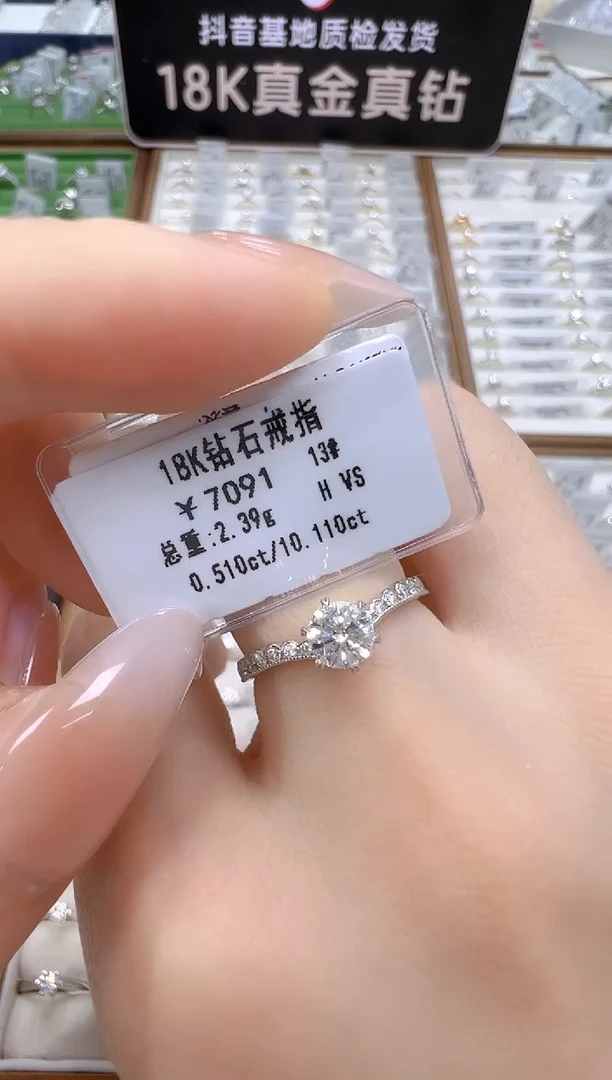 抖音基地质检发货
18K真金真钻
18K钻石戒指
￥7091 13#
总重:2.39g H VS
0.510ct/10.110ct